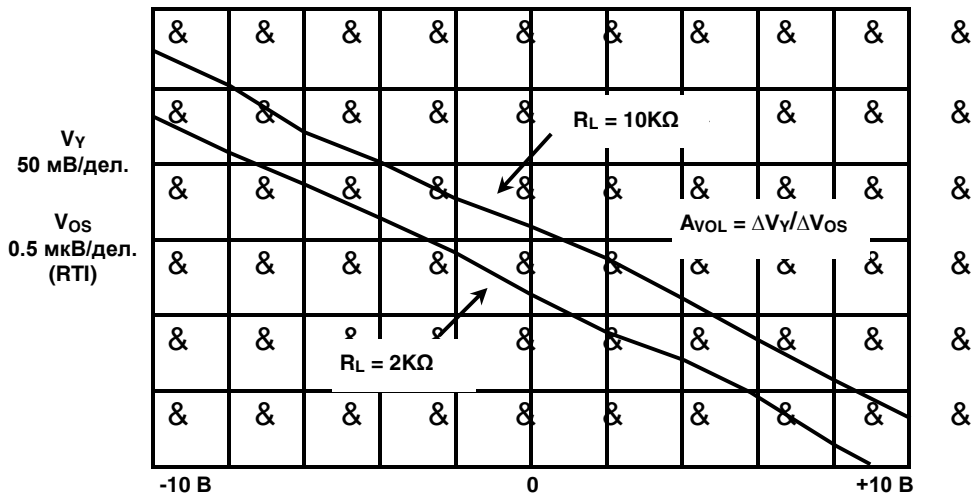 & & & & & & & & & &
& & & & & & & & & &
R_L = 10KΩ
V_Y
50 мВ/дел.
& & & & & & & & & &
V_OS
0.5 мкВ/дел.
(RTI)
A_VOL = ΔV_Y/ΔV_OS
& & & & & & & & & &
& & & & & & & & & &
R_L = 2KΩ
& & & & & & & & & &
-10 В 0 +10 В